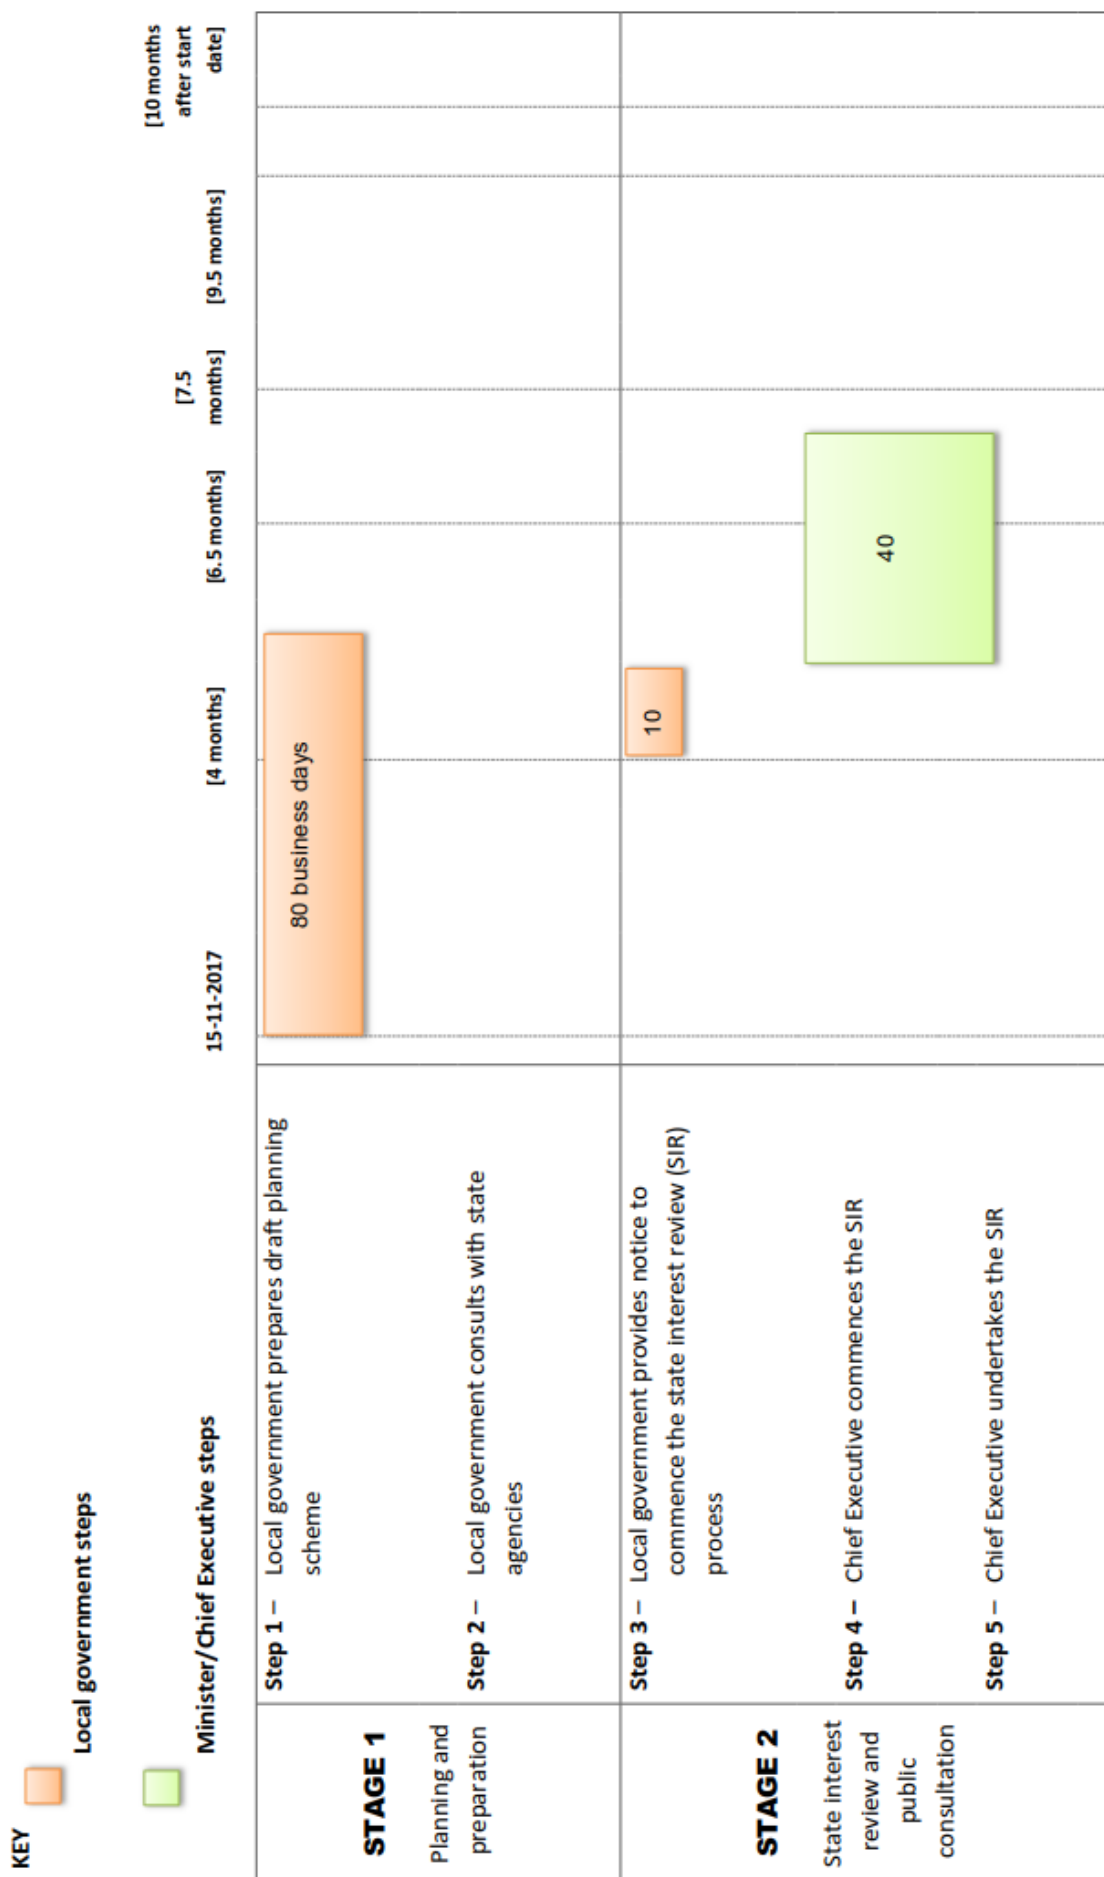 KEY
Local government steps
Minister/Chief Executive steps
15-11-2017
[4 months]
[6.5 months]
[7.5
months]
[9.5 months]
[10 months
after start
date]
STAGE 1
Planning and
preparation
Step 1 – Local government prepares draft planning
scheme
80 business days
Step 2 – Local government consults with state
agencies
STAGE 2
State interest
review and
public
consultation
Step 3 – Local government provides notice to
commence the state interest review (SIR)
process
10
Step 4 – Chief Executive commences the SIR
40
Step 5 – Chief Executive undertakes the SIR